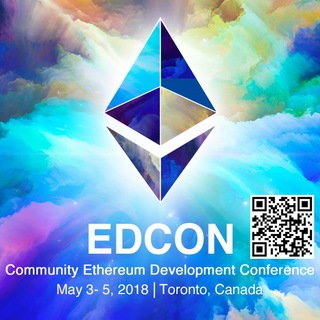 EDCON
Community Ethereum Development Conference
May 3- 5, 2018 | Toronto, Canada